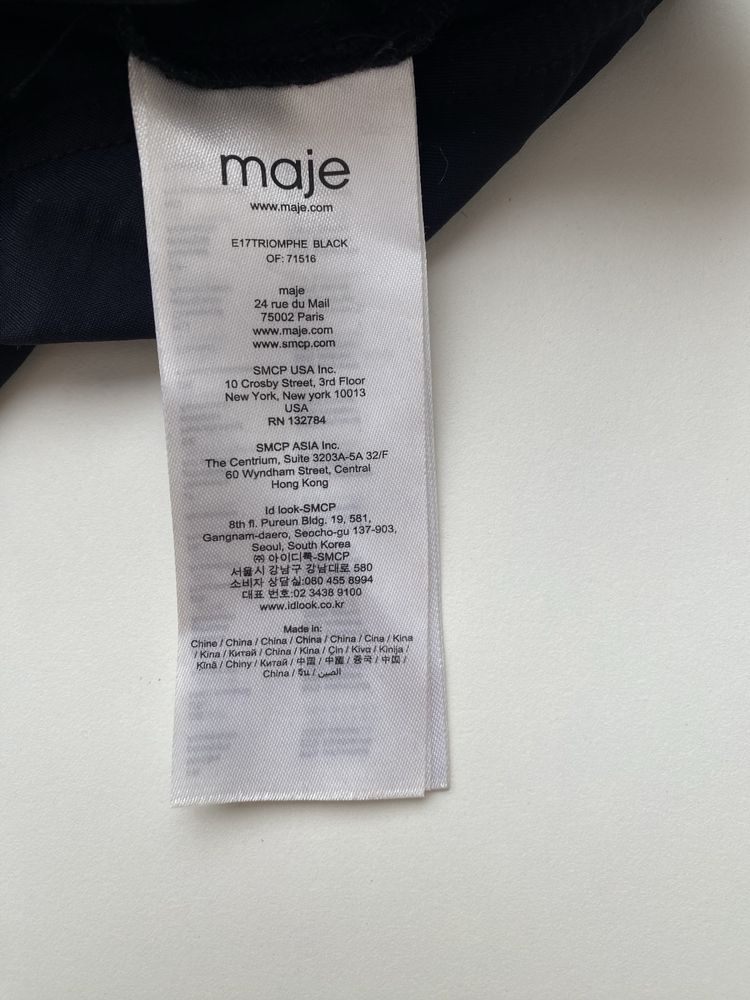 maje
www.maje.com
E17TRIOMPHE BLACK
OF: 71516
maje
24 rue du Mail
75002 Paris
www.maje.com
www.smcp.com
SMCP USA Inc.
10 Crosby Street, 3rd Floor
New York, New york 10013
USA
RN 132784
SMCP ASIA Inc.
The Centrium, Suite 3203A-5A 32/F
60 Wyndham Street, Central
Hong Kong
Id look-SMCP
8th fl. Pureun Bldg. 19, 581,
Gangnam-daero, Seocho-gu 137-903,
Seoul, South Korea
㈜ 아이디룩-SMCP
서울시 강남구 강남대로 580
소비자 상담실:080 455 8994
대표 번호:02 3438 9100
www.idlook.co.kr
Made in:
Chine / China / China / China / China / Cina / Kina
/ Kina / Китай / China / Kina / Çin / Κίνα / Kinija /
Ķīnā / Chiny / Китай / 中国 / 中國 / 중국 / 中国 /
China / จีน / الصين